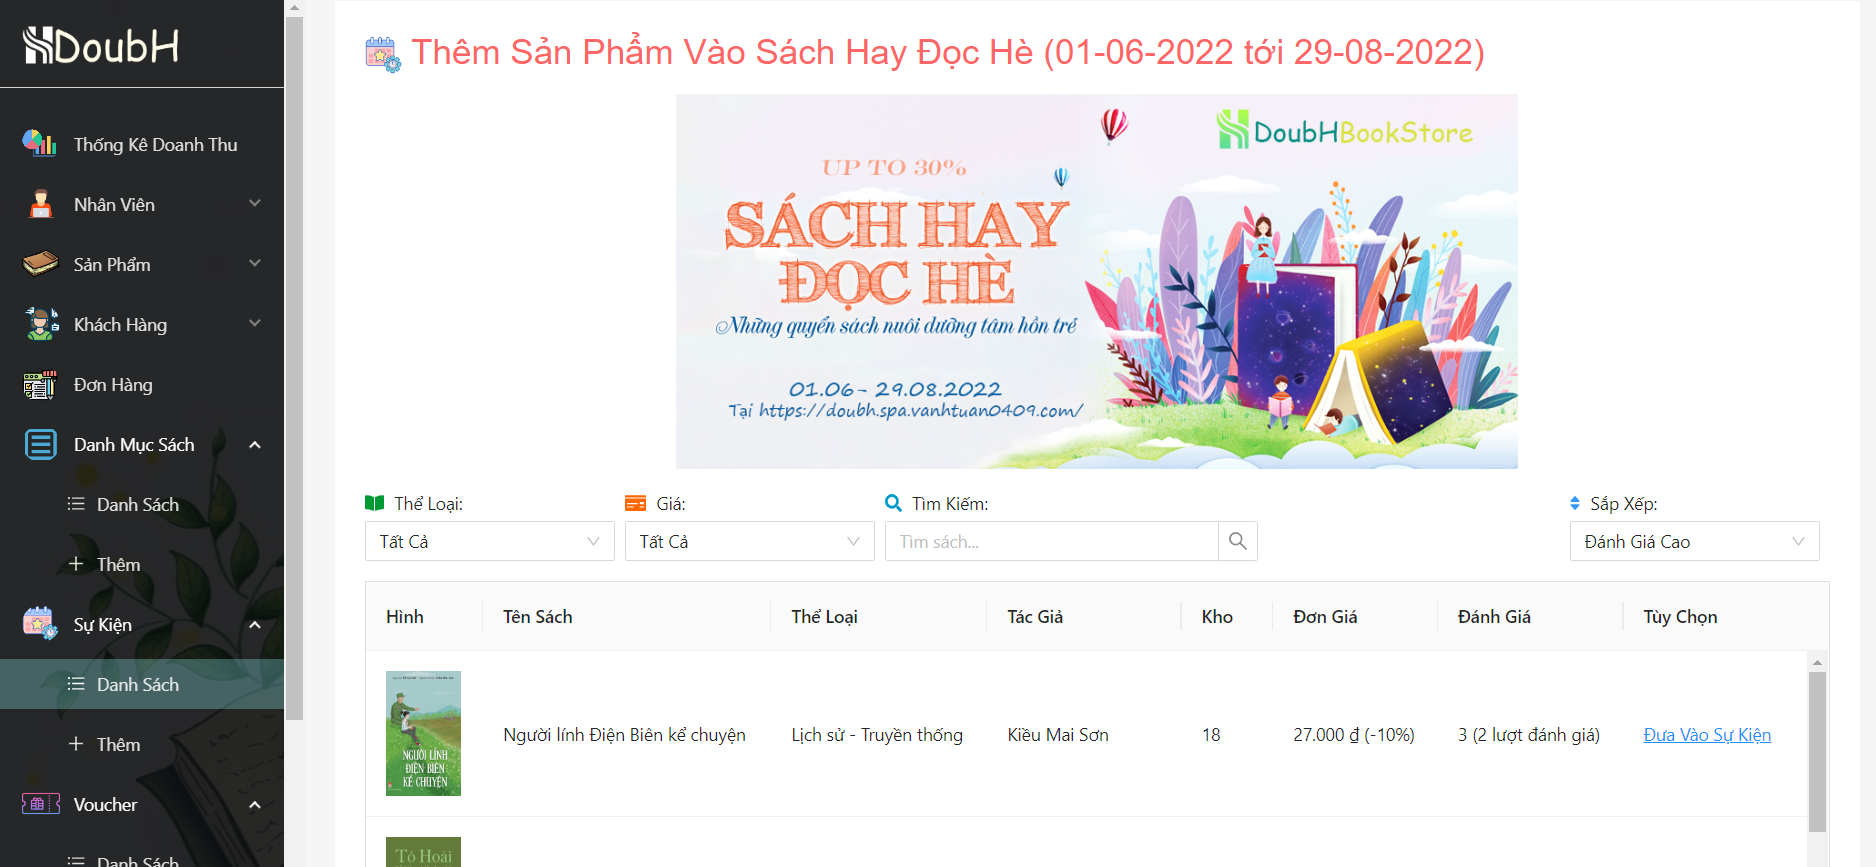 DoubH
Thống Kê Doanh Thu
Nhân Viên
Sản Phẩm
Khách Hàng
Đơn Hàng
Danh Mục Sách
Danh Sách
Thêm
Sự Kiện
Danh Sách
Thêm
Voucher
Danh Sách
Thêm Sản Phẩm Vào Sách Hay Đọc Hè (01-06-2022 tới 29-08-2022)
DoubHBookStore
UP TO 30%
SÁCH HAY
ĐỌC HÈ
Những quyển sách nuôi dưỡng tâm hồn trẻ
01.06- 29.08.2022
Tại https://doubh.spa.vanhtuan0409.com/
Thể Loại:
Giá:
Tìm Kiếm:
Sắp Xếp:
Tất Cả
Tất Cả
Tìm sách...
Đánh Giá Cao
Hình Tên Sách Thể Loại Tác Giả Kho Đơn Giá Đánh Giá Tùy Chọn
NGƯỜI LÍNH
ĐIỆN BIÊN
KỂ CHUYỆN
Người lính Điện Biên kể chuyện Lịch sử - Truyền thống Kiều Mai Sơn 18 27.000 ₫ (-10%) 3 (2 lượt đánh giá) Đưa Vào Sự Kiện
Tô Hoài